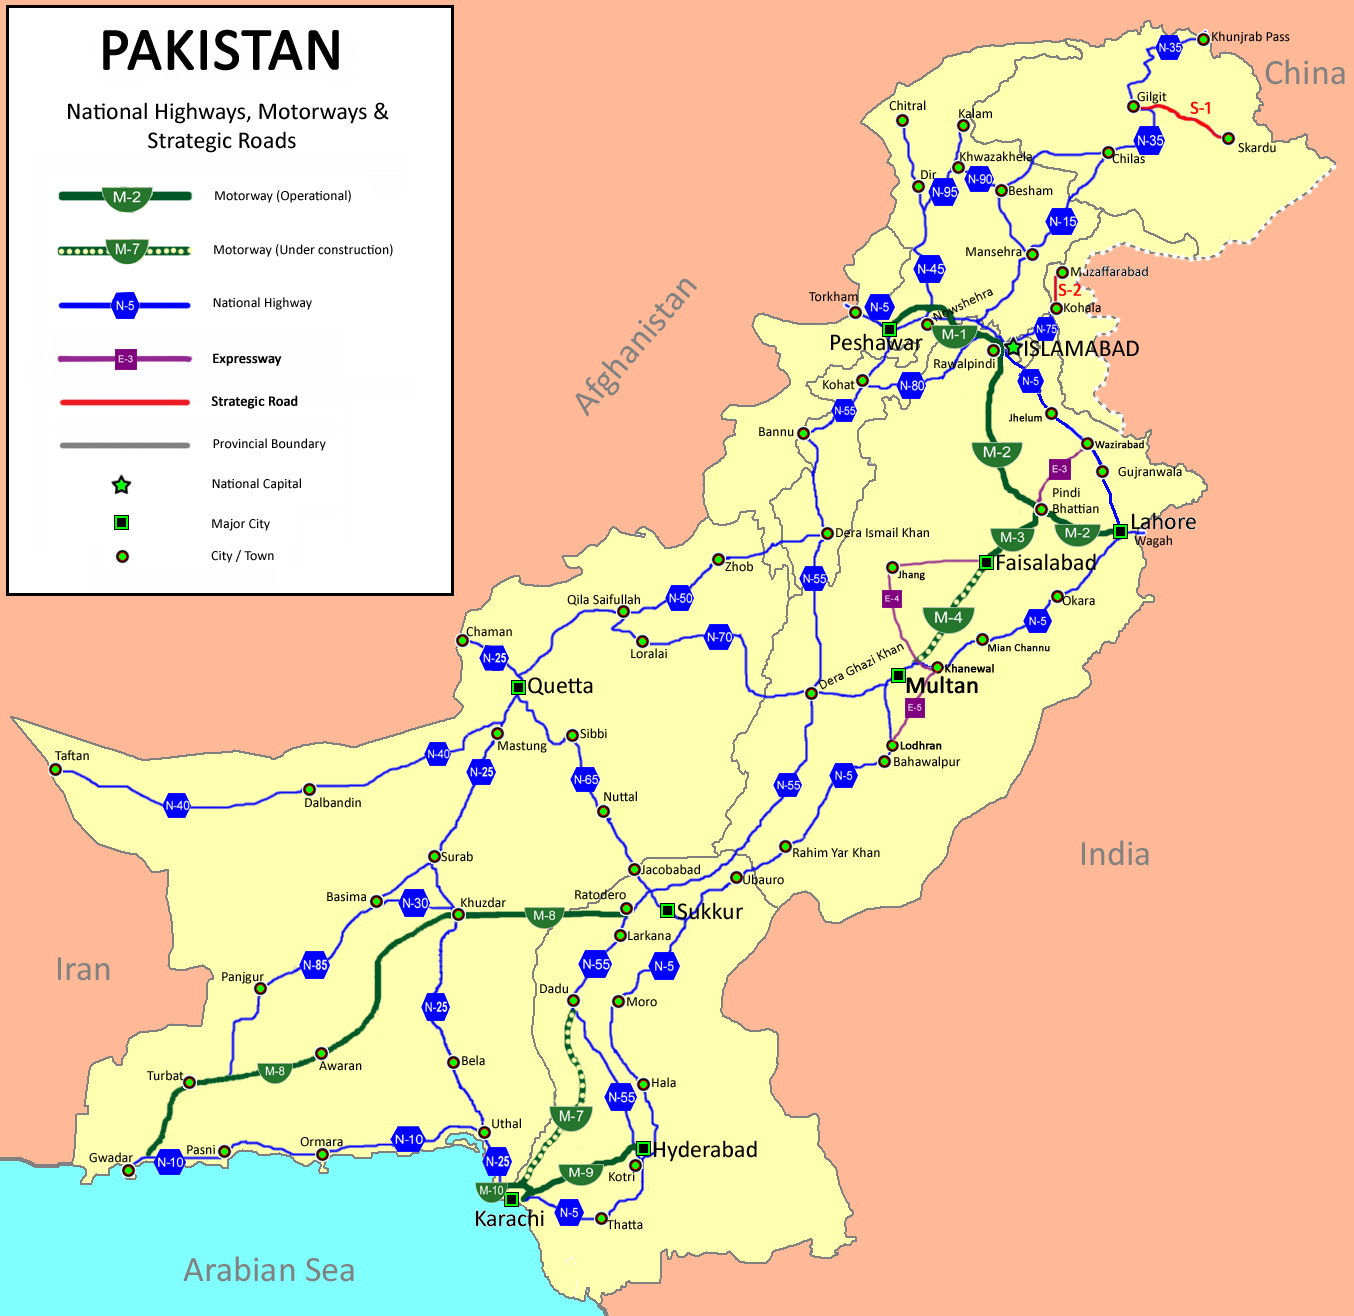 PAKISTAN
National Highways, Motorways &
Strategic Roads
M-2
Motorway (Operational)
M-7
Motorway (Under construction)
N-5
National Highway
E-3
Expressway
Strategic Road
Provincial Boundary
National Capital
Major City
City / Town
Khunjrab Pass
N-35
China
Gilgit
S-1
Chitral
Kalam
N-35
Skardu
Khwazakhela
Chilas
Dir
N-95
N-90
Besham
N-15
Mansehra
N-45
Muzaffarabad
S-2
Kohala
Torkham
N-5
Nowshehra
Peshawar
M-1
N-75
ISLAMABAD
Rawalpindi
Afghanistan
Kohat
N-80
N-5
N-55
Jhelum
Bannu
Wazirabad
M-2
E-3
Gujranwala
Pindi
Bhattian
Lahore
M-3
M-2
Wagah
Dera Ismail Khan
Zhob
Faisalabad
Jhang
N-55
Qila Saifullah
N-50
E-4
Okara
M-4
N-5
Chaman
N-70
Loralai
Mian Channu
N-25
Dera Ghazi Khan
Khanewal
Quetta
Multan
E-5
Sibbi
Mastung
Lodhran
N-40
Taftan
Bahawalpur
N-25
N-65
N-5
N-55
Dalbandin
N-40
Nuttal
Surab
Rahim Yar Khan
India
Jacobabad
Ubauro
Basima
N-30
Khuzdar
Ratodero
M-8
Sukkur
Larkana
Iran
N-85
N-55
N-5
Panjgur
Dadu
Moro
N-25
Awaran
Bela
Turbat
M-8
Hala
N-55
M-7
Uthal
Gwadar
N-10
Pasni
Ormara
N-10
Hyderabad
N-25
M-9
Kotri
M-10
Karachi
N-5
Thatta
Arabian Sea